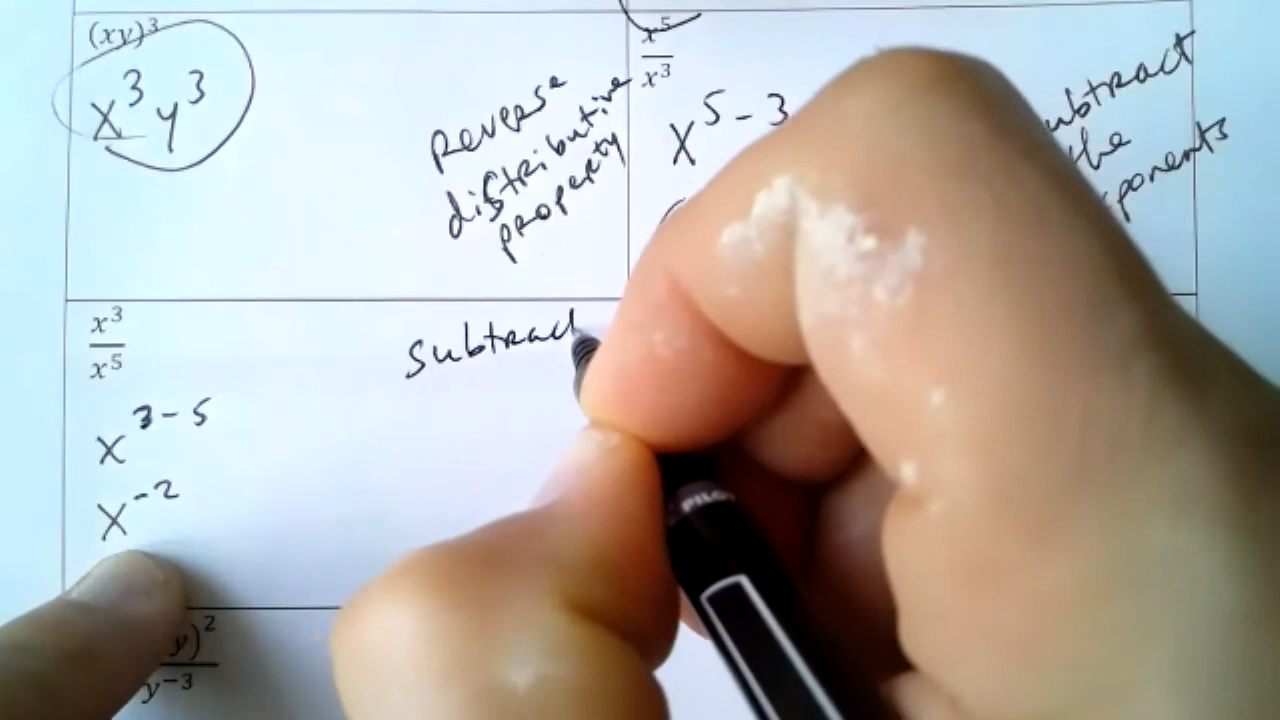 (xy)³
x³y³
Reverse
distributive
property
x⁵
x³
x⁵⁻³
ubtract
the
ponents
x³
x⁵
x³⁻⁵
x⁻²
Subtract
y)²
y⁻³
PILO